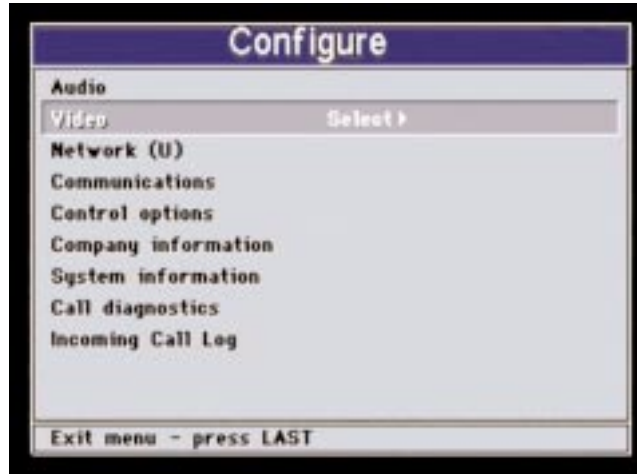 Configure
Audio
Video Select
Network (U)
Communications
Control options
Company information
System information
Call diagnostics
Incoming Call Log
Exit menu - press LAST